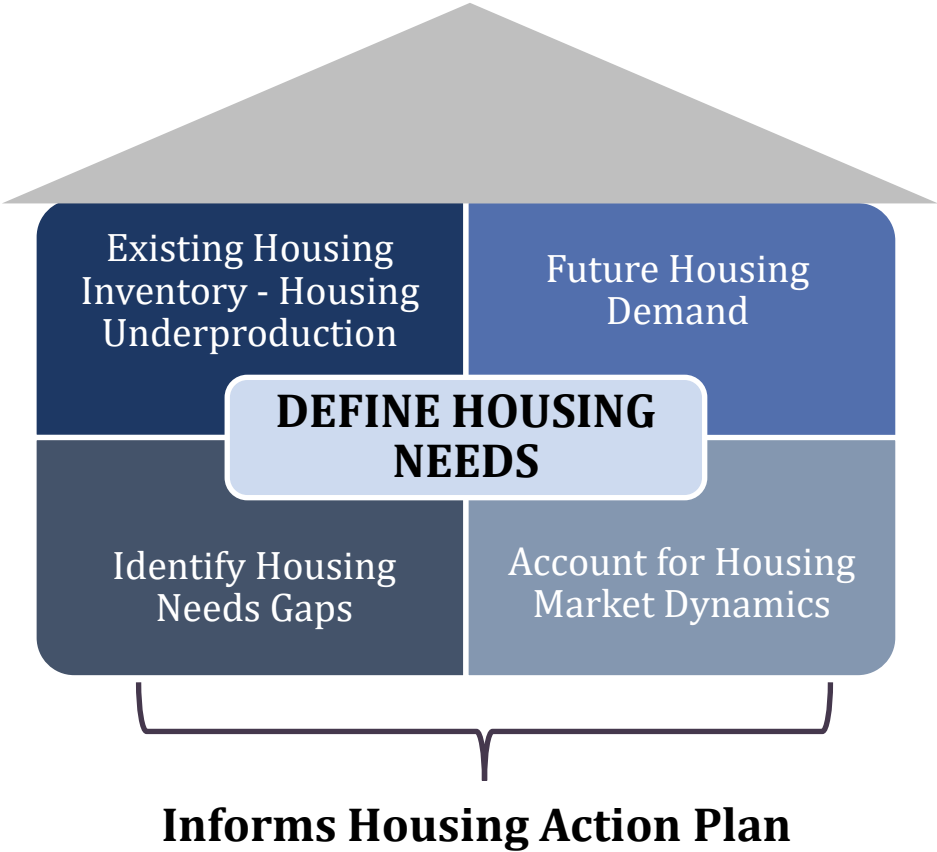 Existing Housing
Inventory - Housing
Underproduction
Future Housing
Demand
DEFINE HOUSING
NEEDS
Identify Housing
Needs Gaps
Account for Housing
Market Dynamics
Informs Housing Action Plan